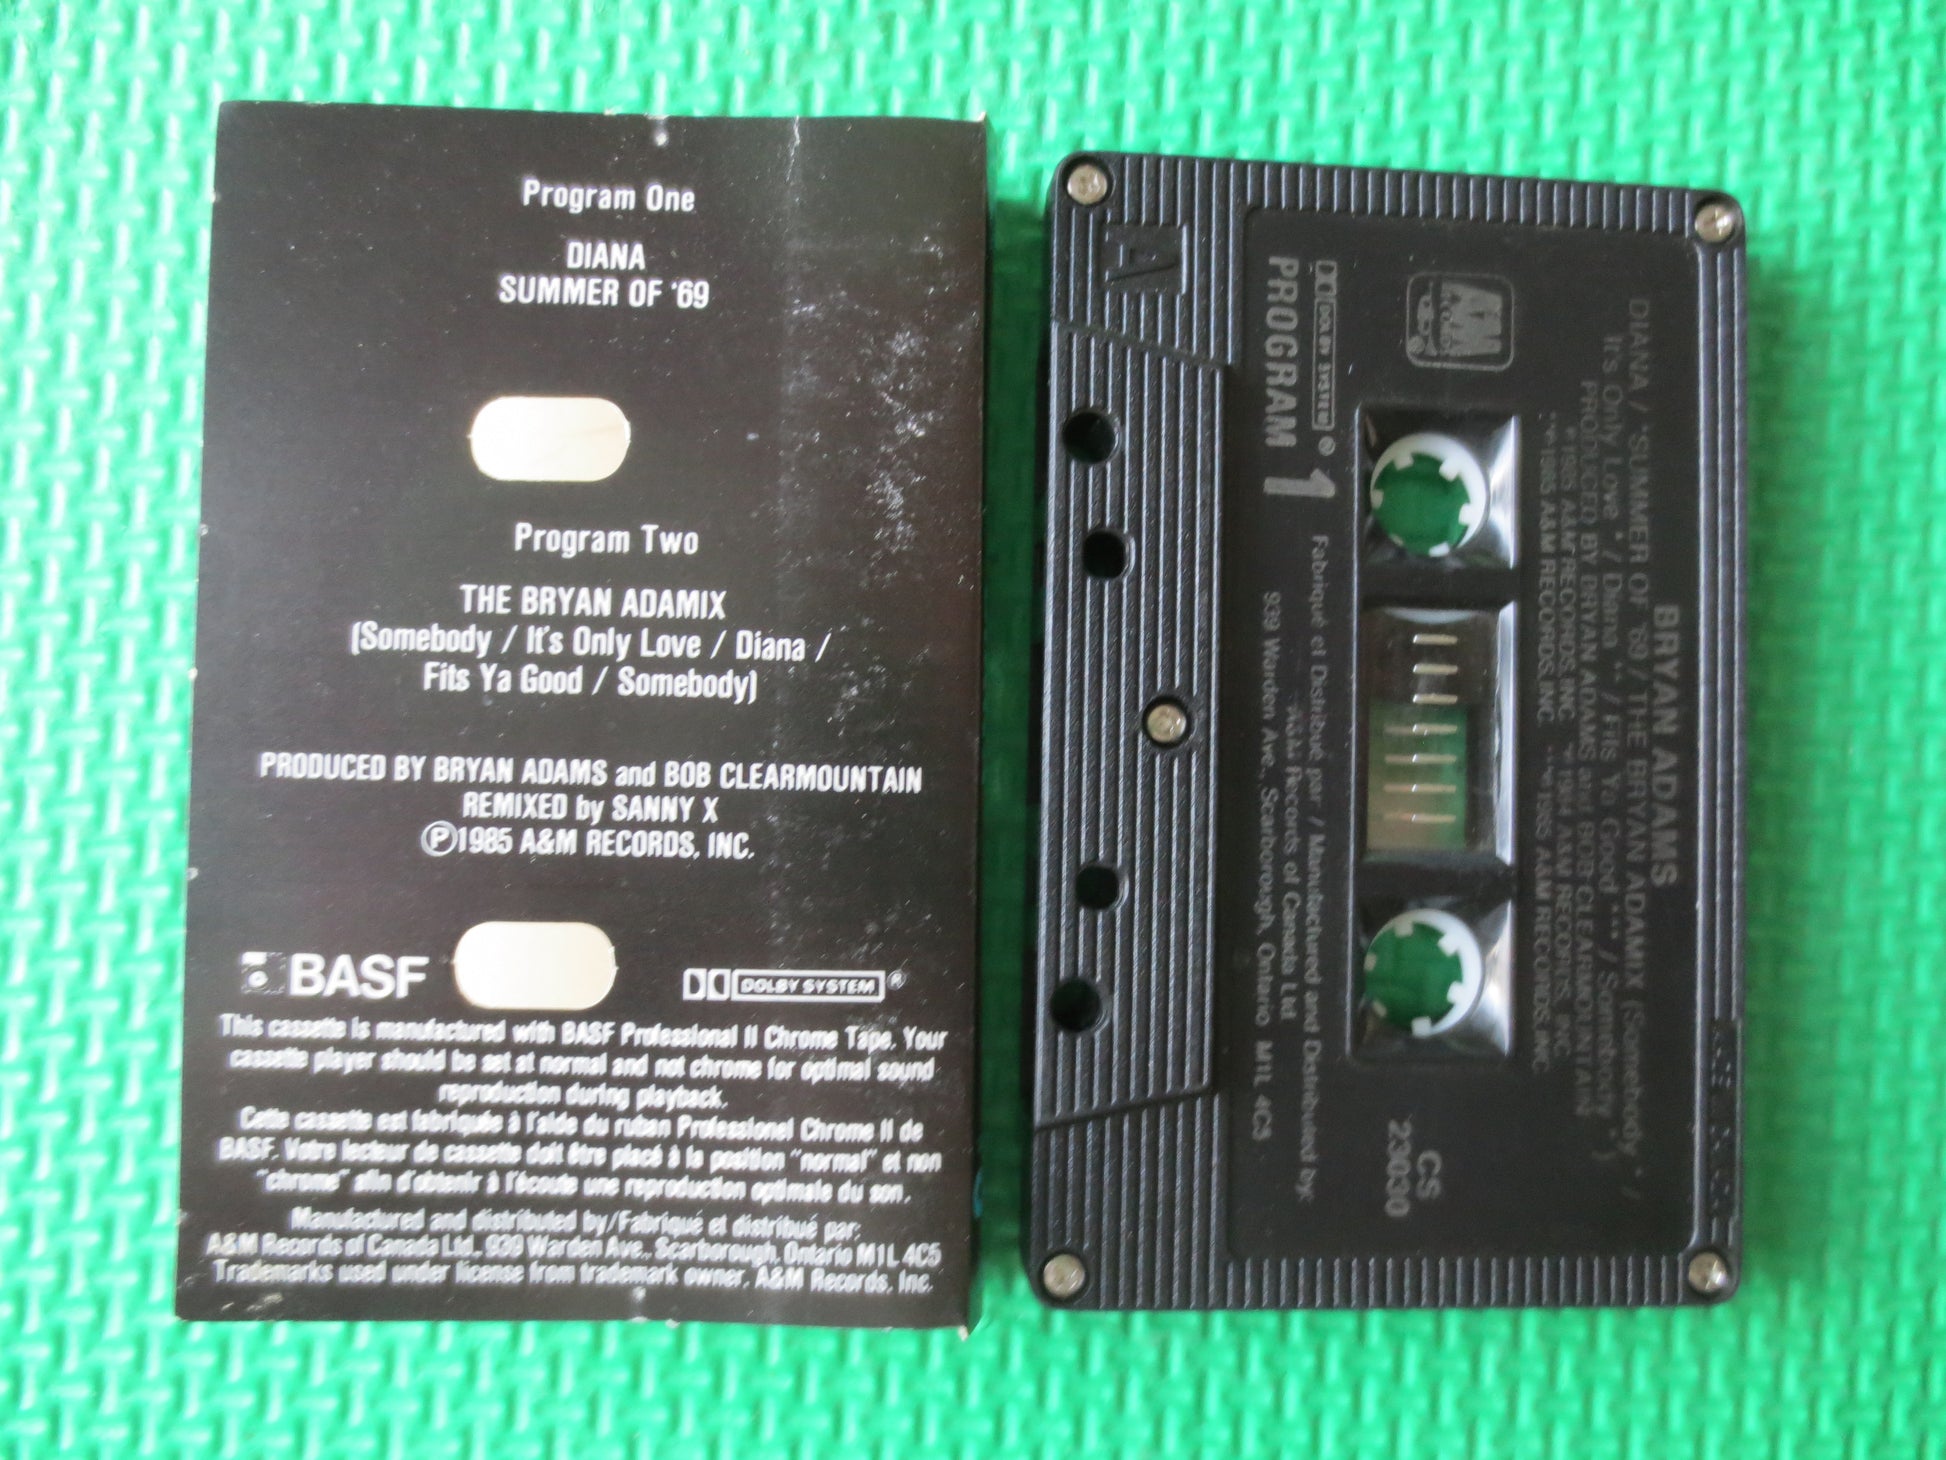 Program One
DIANA
SUMMER OF '69
Program Two
THE BRYAN ADAMIX
(Somebody / It's Only Love / Diana /
Fits Ya Good / Somebody)
PRODUCED BY BRYAN ADAMS and BOB CLEARMOUNTAIN
REMIXED by SANNY X
Ⓟ1985 A&M RECORDS, INC.
BASF
DOLBY SYSTEM ®
This cassette is manufactured with BASF Professional II Chrome Tape. Your
cassette player should be set at normal and not chrome for optimal sound
reproduction during playback.
Cette cassette est fabriquée à l'aide du ruban Professionel Chrome II de
BASF. Votre lecteur de cassette doit être placé à la position "normal" et non
"chrome" afin d'obtenir à l'écoute une reproduction optimale du son.
Manufactured and distributed by/Fabriqué et distribué par:
A&M Records of Canada Ltd., 939 Warden Ave., Scarborough, Ontario M1L 4C5
Trademarks used under license from trademark owner, A&M Records, Inc.
BRYAN ADAMS
DIANA / *SUMMER OF '69 / THE BRYAN ADAMIX (Somebody * /
It's Only Love * / Diana ** / Fits Ya Good *** / Somebody *)
PRODUCED BY BRYAN ADAMS and BOB CLEARMOUNTAIN
* 1985 A&M RECORDS, INC. * 1984 A&M RECORDS, INC.
**1985 A&M RECORDS, INC. ***1985 A&M RECORDS, INC.
A&M RECORDS ®
CS
23030
DOLBY SYSTEM ®
PROGRAM 1
Fabriqué et Distribué par / Manufactured and Distributed by:
A&M Records of Canada Ltd.
939 Warden Ave., Scarborough, Ontario M1L 4C5
A